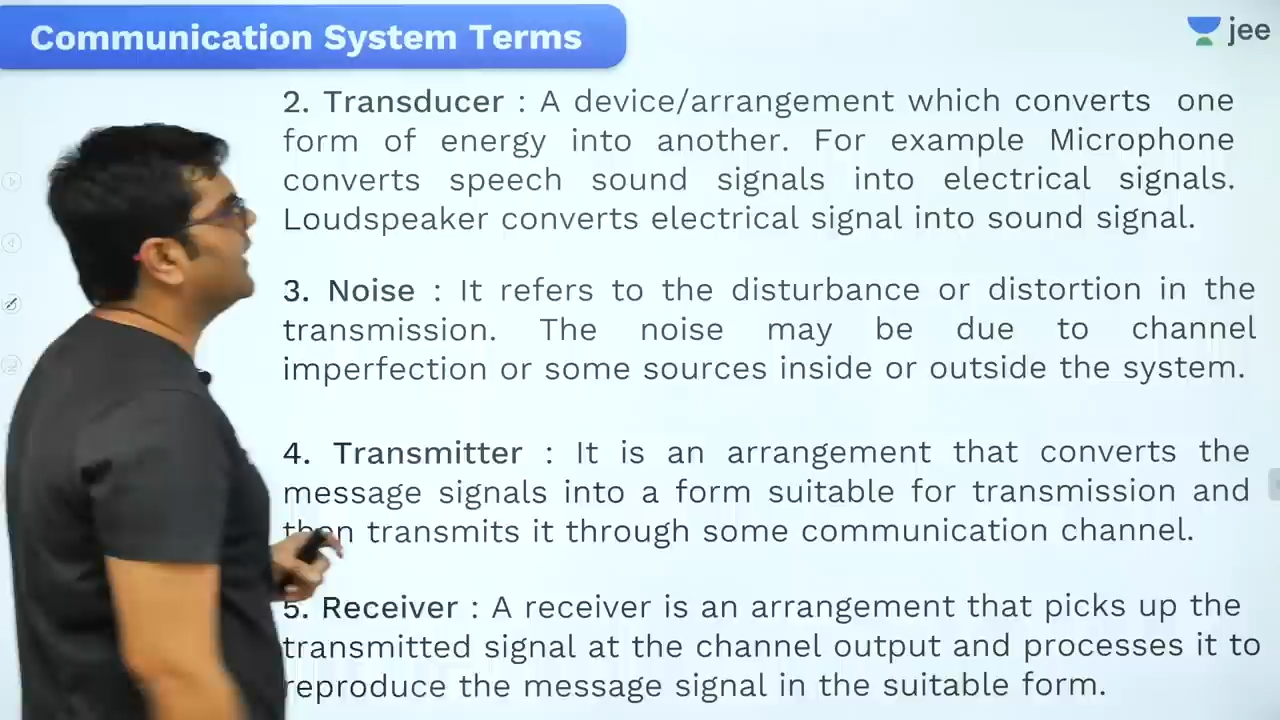 Communication System Terms
jee
2. Transducer : A device/arrangement which converts one
form of energy into another. For example Microphone
converts speech sound signals into electrical signals.
Loudspeaker converts electrical signal into sound signal.
3. Noise : It refers to the disturbance or distortion in the
transmission. The noise may be due to channel
imperfection or some sources inside or outside the system.
4. Transmitter : It is an arrangement that converts the
message signals into a form suitable for transmission and
then transmits it through some communication channel.
5. Receiver : A receiver is an arrangement that picks up the
transmitted signal at the channel output and processes it to
reproduce the message signal in the suitable form.